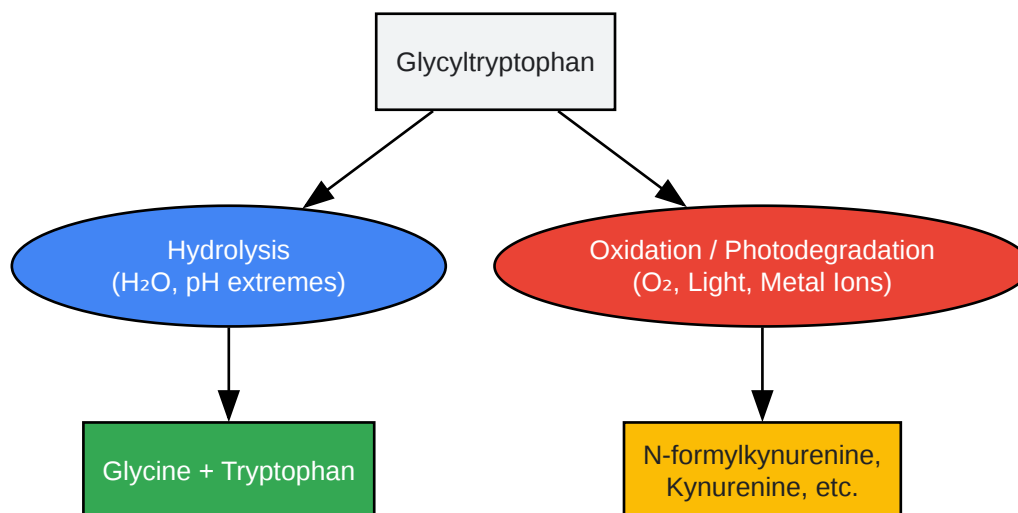 Glycyltryptophan
Hydrolysis
(H₂O, pH extremes)
Oxidation / Photodegradation
(O₂, Light, Metal Ions)
Glycine + Tryptophan
N-formylkynurenine,
Kynurenine, etc.